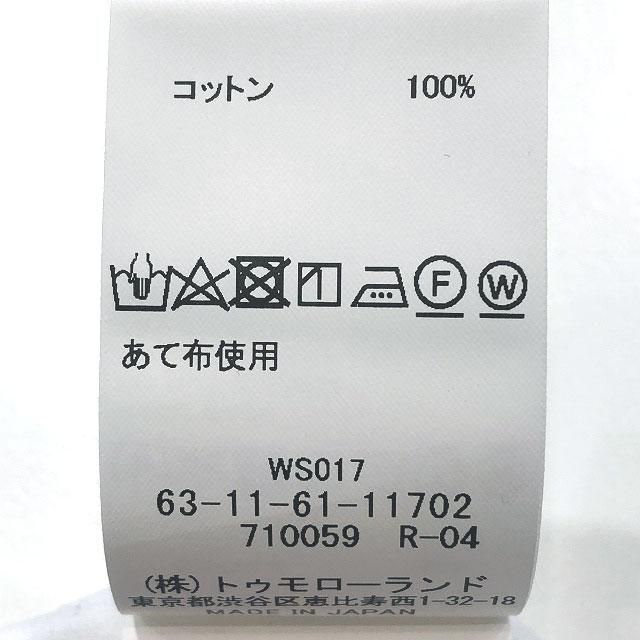 コットン 100%
F W
あて布使用
WS017
63-11-61-11702
710059 R-04
(株)トゥモローランド
東京都渋谷区恵比寿西1-32-18
MADE IN JAPAN